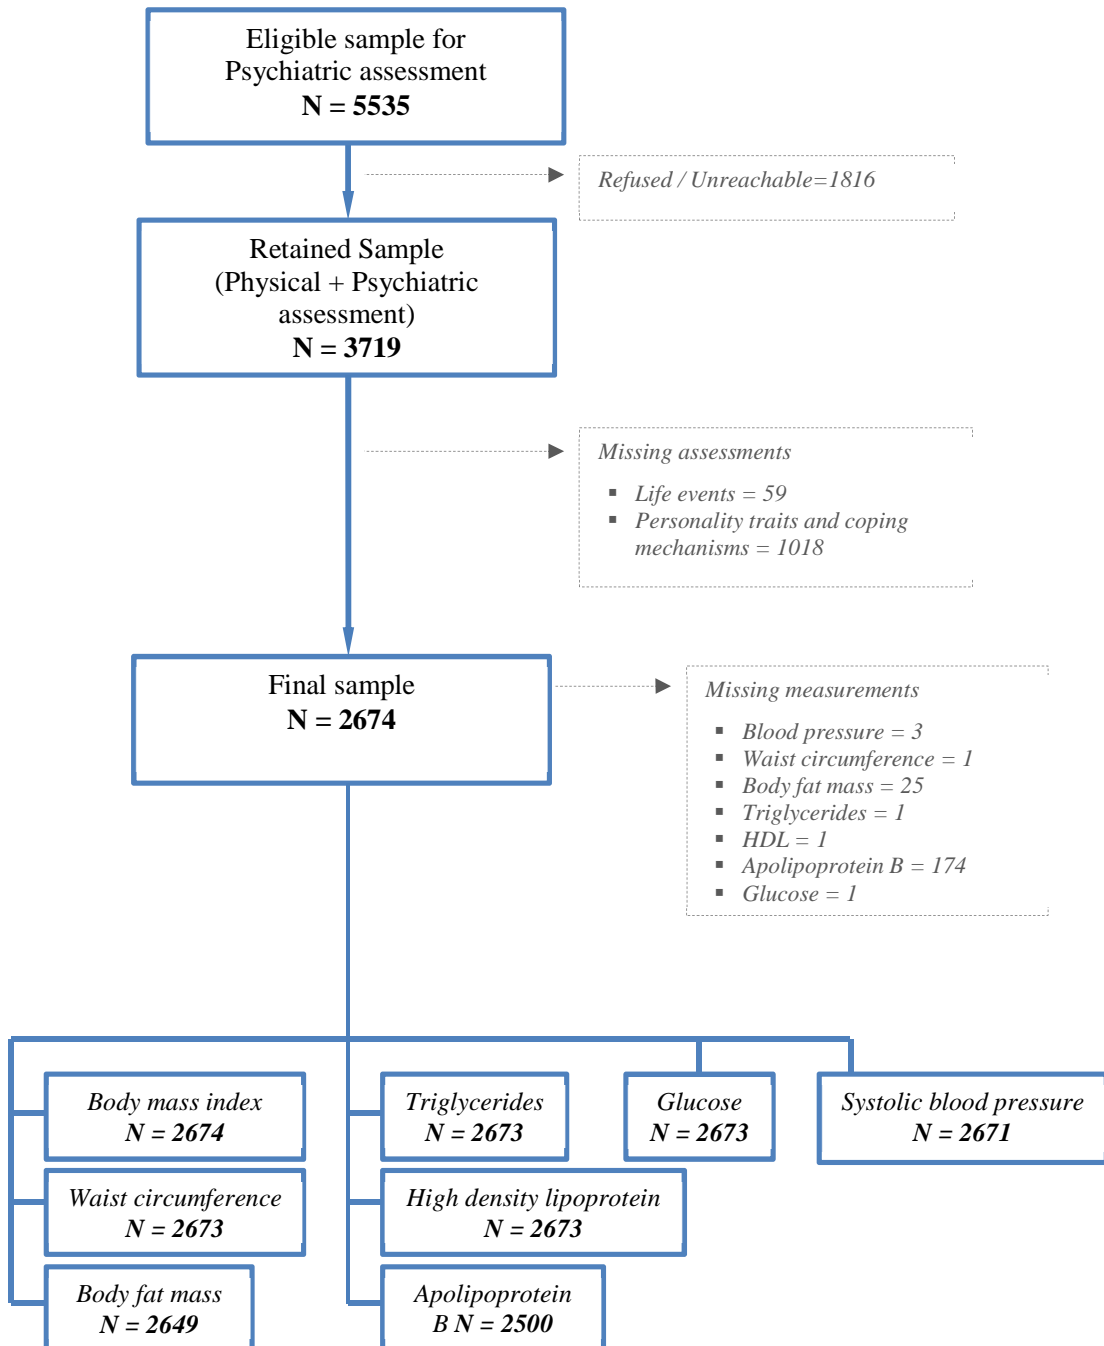 Eligible sample for
Psychiatric assessment
N = 5535
Refused / Unreachable=1816
Retained Sample
(Physical + Psychiatric
assessment)
N = 3719
Missing assessments
▪ Life events = 59
▪ Personality traits and coping
mechanisms = 1018
Final sample
N = 2674
Missing measurements
▪ Blood pressure = 3
▪ Waist circumference = 1
▪ Body fat mass = 25
▪ Triglycerides = 1
▪ HDL = 1
▪ Apolipoprotein B = 174
▪ Glucose = 1
Body mass index
N = 2674
Triglycerides
N = 2673
Glucose
N = 2673
Systolic blood pressure
N = 2671
Waist circumference
N = 2673
High density lipoprotein
N = 2673
Body fat mass
N = 2649
Apolipoprotein
B N = 2500